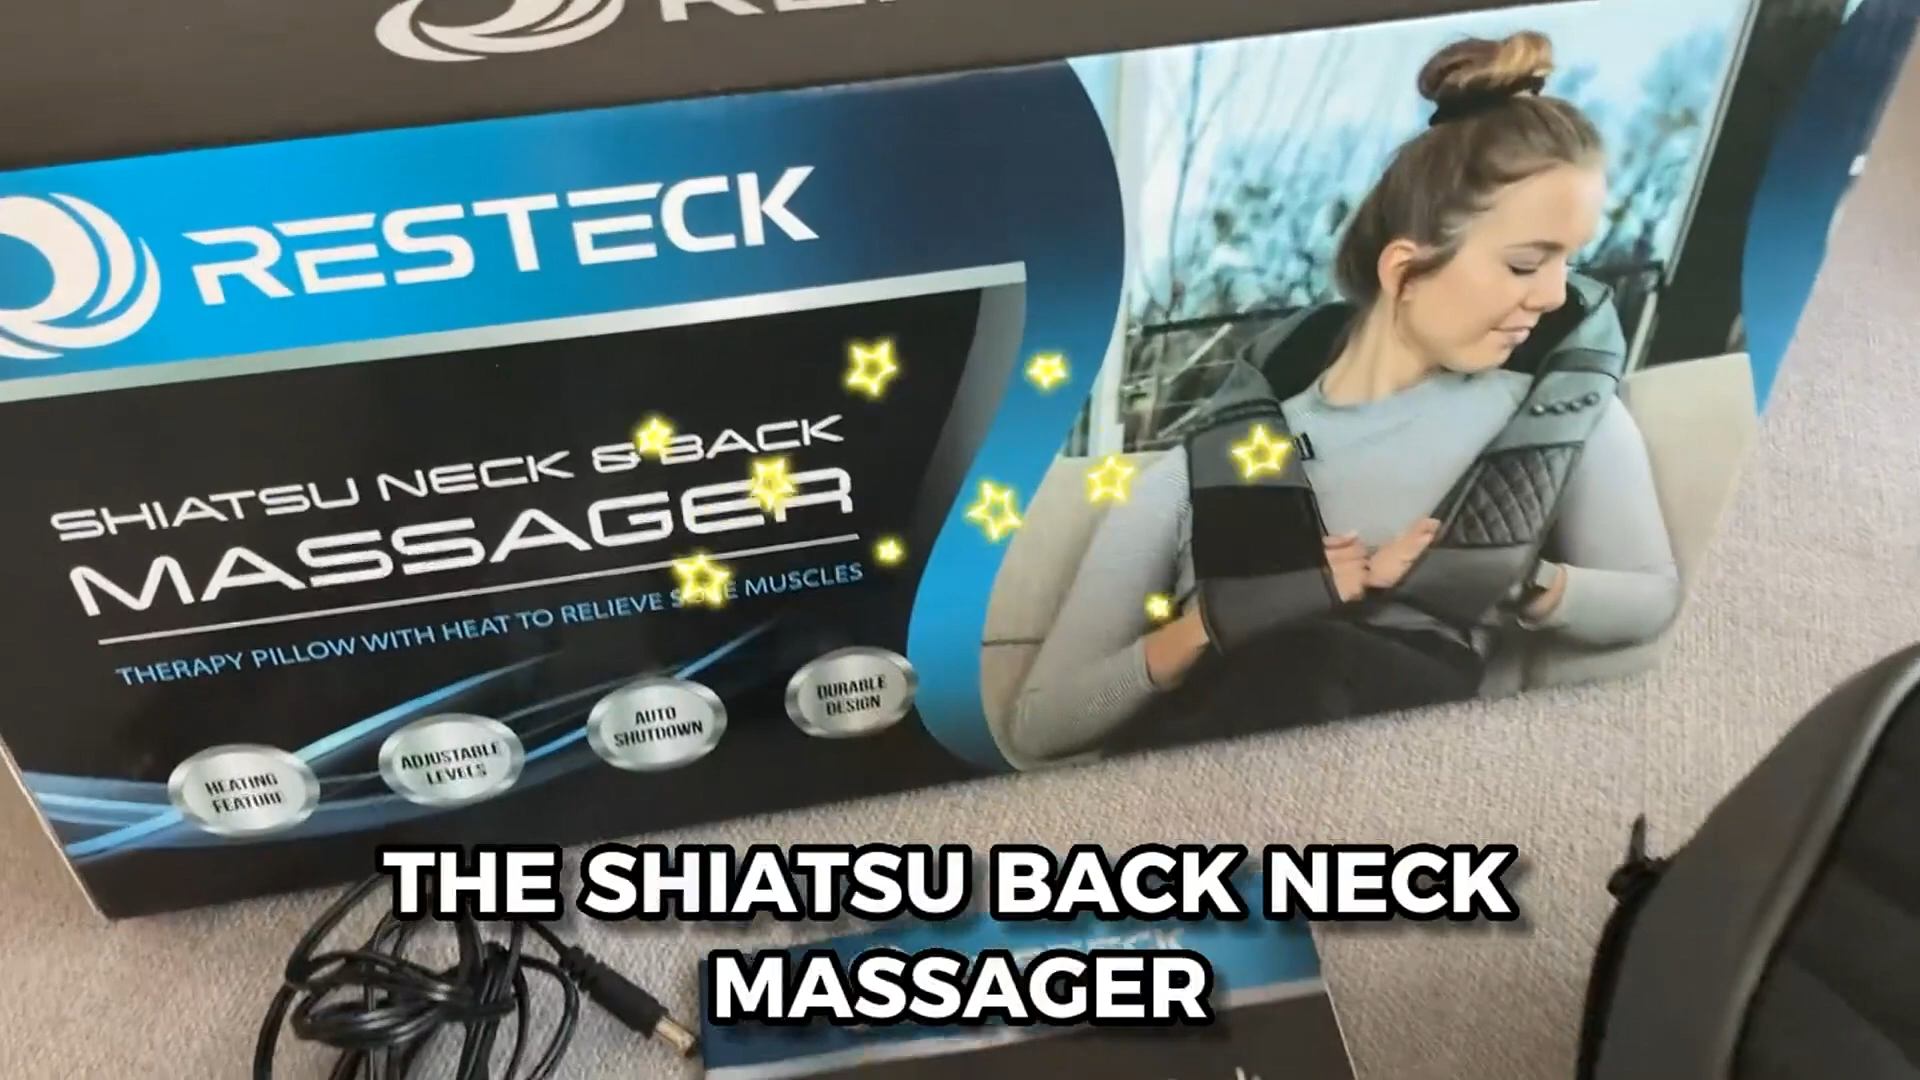 RESTECK
SHIATSU NECK & BACK
MASSAGER
THERAPY PILLOW WITH HEAT TO RELIEVE SORE MUSCLES
HEATING
FEATURE
ADJUSTABLE
LEVELS
AUTO
SHUTDOWN
DURABLE
DESIGN
THE SHIATSU BACK NECK
MASSAGER